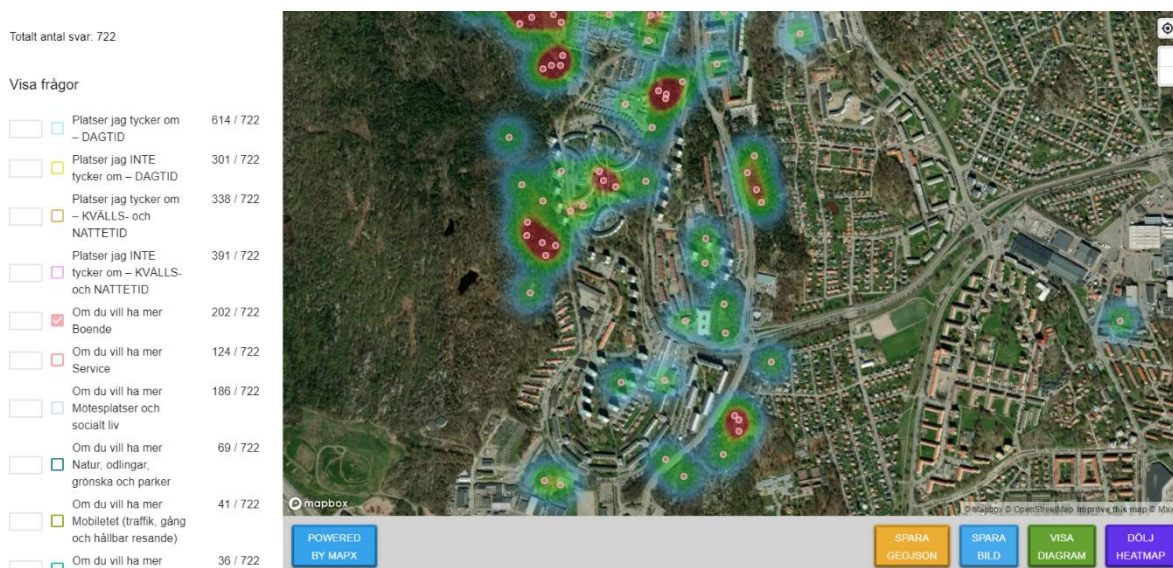 Totalt antal svar: 722
Visa frågor
Platser jag tycker om 614 / 722
– DAGTID
Platser jag INTE 301 / 722
tycker om – DAGTID
Platser jag tycker om 338 / 722
– KVÄLLS- och
NATTETID
Platser jag INTE 391 / 722
tycker om – KVÄLLS-
och NATTETID
Om du vill ha mer 202 / 722
Boende
Om du vill ha mer 124 / 722
Service
Om du vill ha mer 186 / 722
Mötesplatser och
socialt liv
Om du vill ha mer 69 / 722
Natur, odlingar,
grönska och parker
Om du vill ha mer 41 / 722
Mobiletet (traffik, gång
och hållbar resande)
Om du vill ha mer 36 / 722
mapbox
© Mapbox © OpenStreetMap Improve this map © Max
POWERED
BY MAPX
SPARA
GEOJSON
SPARA
BILD
VISA
DIAGRAM
DÖLJ
HEATMAP